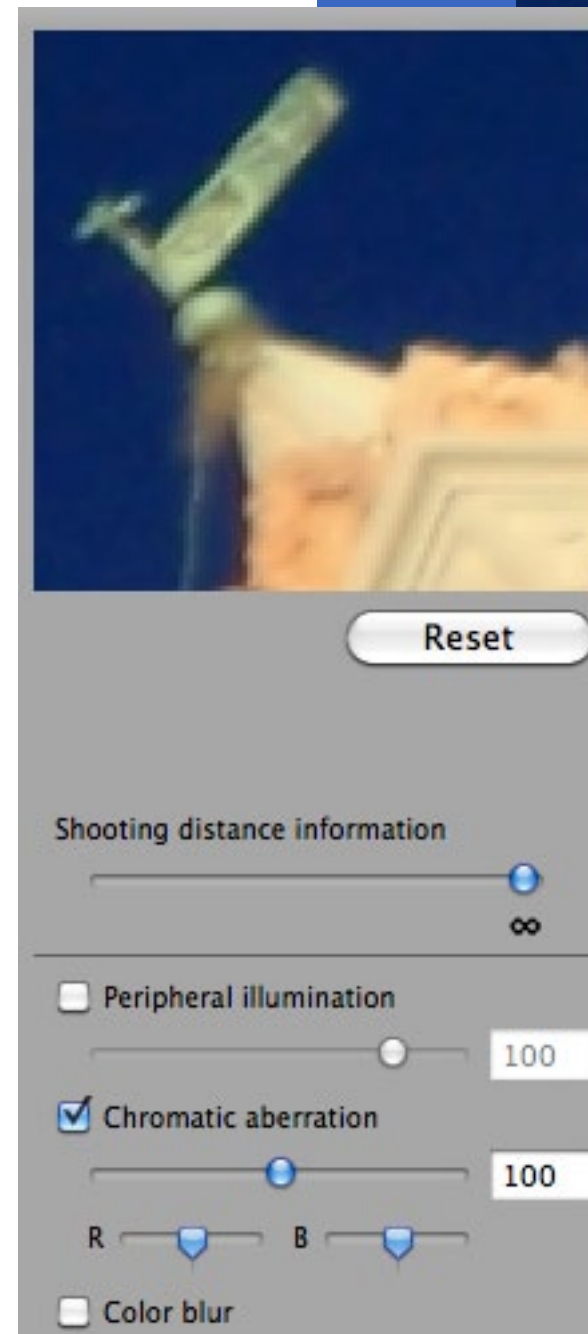 Reset
Shooting distance information
∞
Peripheral illumination
100
Chromatic aberration
100
R B
Color blur